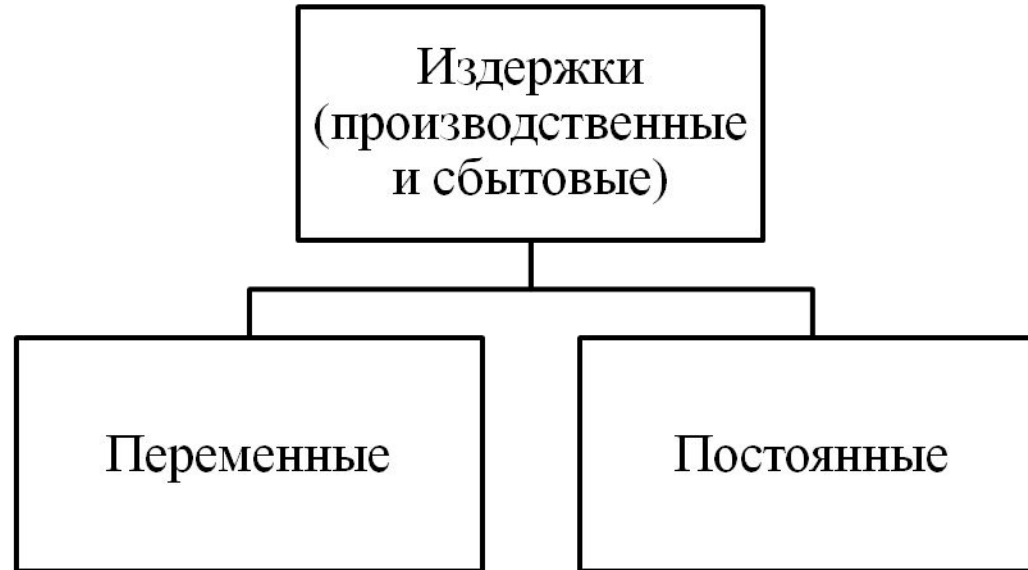 Издержки
(производственные
и сбытовые)
Переменные
Постоянные